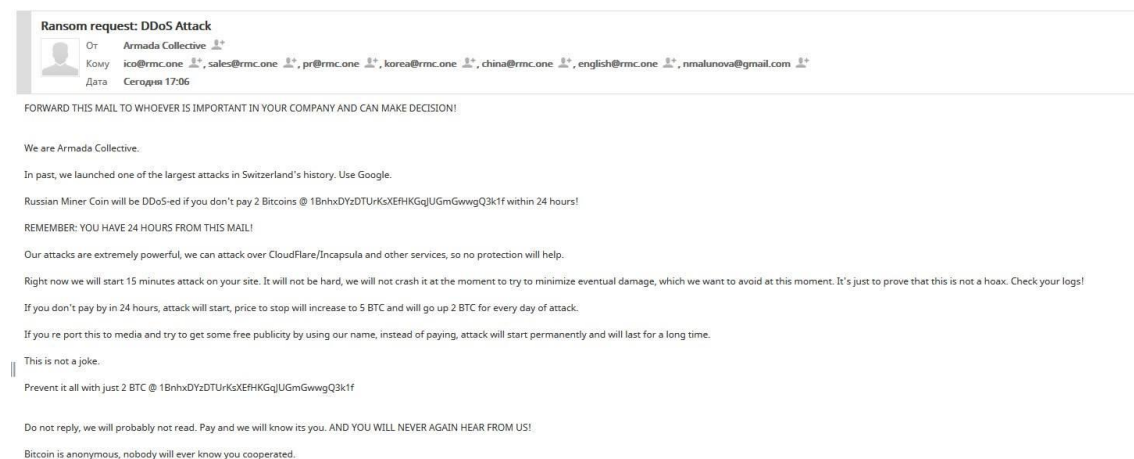 Ransom request: DDoS Attack
От Armada Collective
Кому ico@rmc.one, sales@rmc.one, pr@rmc.one, korea@rmc.one, china@rmc.one, english@rmc.one, nmalunova@gmail.com
Дата Сегодня 17:06
FORWARD THIS MAIL TO WHOEVER IS IMPORTANT IN YOUR COMPANY AND CAN MAKE DECISION!
We are Armada Collective.
In past, we launched one of the largest attacks in Switzerland's history. Use Google.
Russian Miner Coin will be DDoS-ed if you don't pay 2 Bitcoins @ 1BnhxDYzDTUrKsXEfHKGqJUGmGwwgQ3k1f within 24 hours!
REMEMBER: YOU HAVE 24 HOURS FROM THIS MAIL!
Our attacks are extremely powerful, we can attack over CloudFlare/Incapsula and other services, so no protection will help.
Right now we will start 15 minutes attack on your site. It will not be hard, we will not crash it at the moment to try to minimize eventual damage, which we want to avoid at this moment. It's just to prove that this is not a hoax. Check your logs!
If you don't pay by in 24 hours, attack will start, price to stop will increase to 5 BTC and will go up 2 BTC for every day of attack.
If you re port this to media and try to get some free publicity by using our name, instead of paying, attack will start permanently and will last for a long time.
This is not a joke.
Prevent it all with just 2 BTC @ 1BnhxDYzDTUrKsXEfHKGqJUGmGwwgQ3k1f
Do not reply, we will probably not read. Pay and we will know its you. AND YOU WILL NEVER AGAIN HEAR FROM US!
Bitcoin is anonymous, nobody will ever know you cooperated.